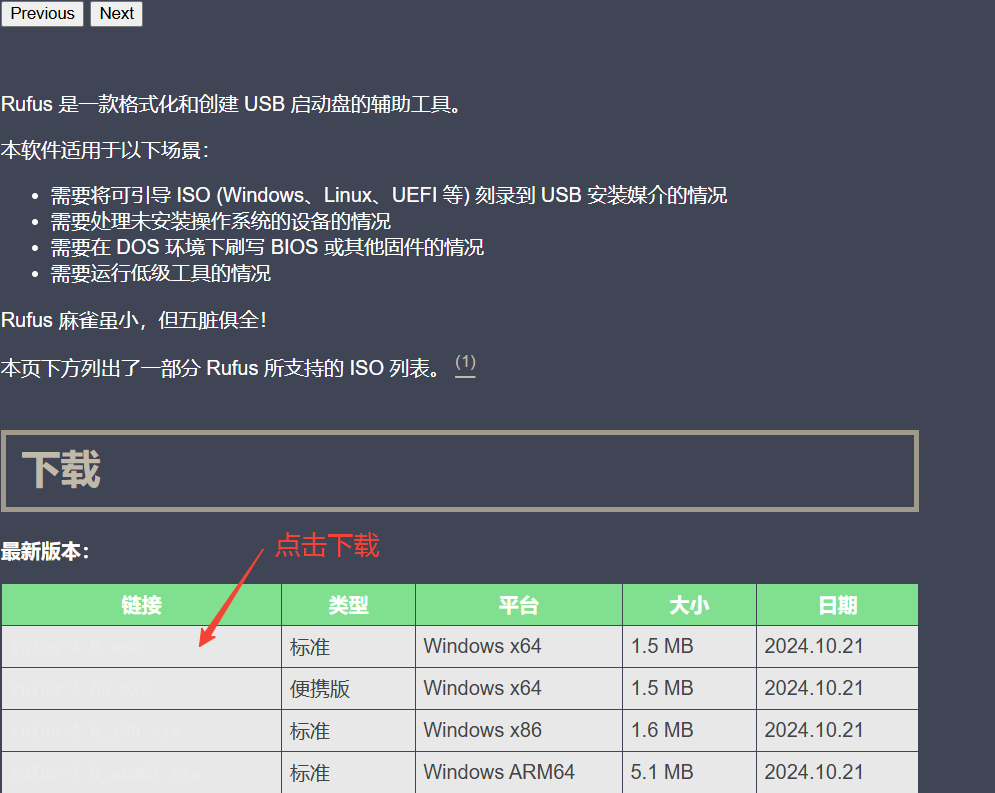 Previous Next
Rufus 是一款格式化和创建 USB 启动盘的辅助工具。
本软件适用于以下场景：
• 需要将可引导 ISO (Windows、Linux、UEFI 等) 刻录到 USB 安装媒介的情况
• 需要处理未安装操作系统的设备的情况
• 需要在 DOS 环境下刷写 BIOS 或其他固件的情况
• 需要运行低级工具的情况
Rufus 麻雀虽小，但五脏俱全！
本页下方列出了一部分 Rufus 所支持的 ISO 列表。 (1)
下载
点击下载
最新版本：
链接 类型 平台 大小 日期
rufus-4.6.exe 标准 Windows x64 1.5 MB 2024.10.21
rufus-4.6p.exe 便携版 Windows x64 1.5 MB 2024.10.21
rufus-4.6_x86.exe 标准 Windows x86 1.6 MB 2024.10.21
rufus-4.6_arm64.exe 标准 Windows ARM64 5.1 MB 2024.10.21